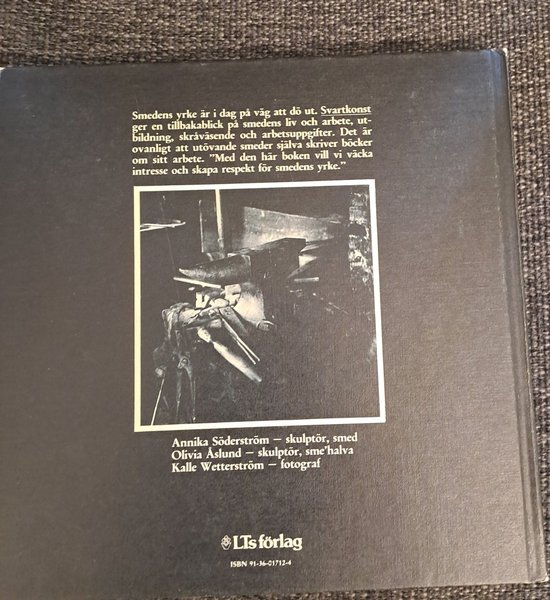 Smedens yrke är i dag på väg att dö ut. Svartkonst
ger en tillbakablick på smedens liv och arbete, ut-
bildning, skråväsende och arbetsuppgifter. Det är
ovanligt att utövande smeder själva skriver böcker
om sitt arbete. ”Med den här boken vill vi väcka
intresse och skapa respekt för smedens yrke.”
Annika Söderström – skulptör, smed
Olivia Åslund – skulptör, sme'halva
Kalle Wetterström – fotograf
LTs förlag
ISBN 91-36-01712-4